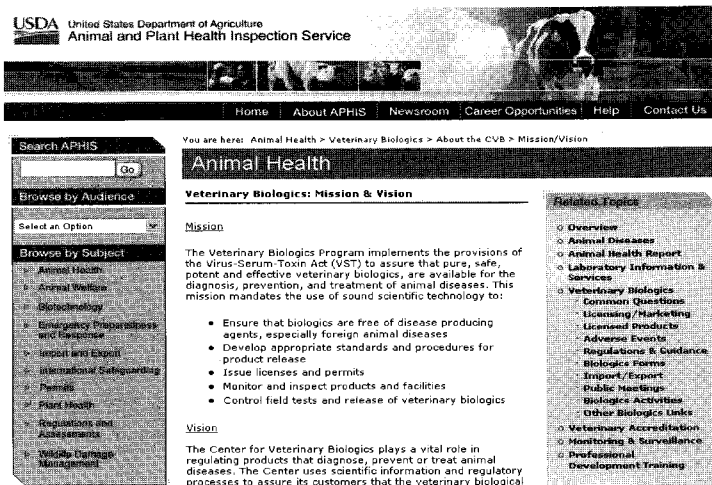 USDA
United States Department of Agriculture
Animal and Plant Health Inspection Service
Home About APHIS Newsroom Career Opportunities Help Contact Us
Search APHIS
Go
Browse by Audience
Select an Option
Browse by Subject
Animal Health
Animal Welfare
Biotechnology
Emergency Preparedness
and Response
Import and Export
International Safeguarding
Permits
Plant Health
Regulations and
Assessments
Wildlife Damage
Management
You are here: Animal Health > Veterinary Biologics > About the CVB > Mission/Vision
Animal Health
Veterinary Biologics: Mission & Vision
Mission
The Veterinary Biologics Program implements the provisions of
the Virus-Serum-Toxin Act (VST) to assure that pure, safe,
potent and effective veterinary biologics, are available for the
diagnosis, prevention, and treatment of animal diseases. This
mission mandates the use of sound scientific technology to:
• Ensure that biologics are free of disease producing
agents, especially foreign animal diseases
• Develop appropriate standards and procedures for
product release
• Issue licenses and permits
• Monitor and inspect products and facilities
• Control field tests and release of veterinary biologics
Vision
The Center for Veterinary Biologics plays a vital role in
regulating products that diagnose, prevent or treat animal
diseases. The Center uses scientific information and regulatory
processes to assure its customers that the veterinary biological
Related Topics
Overview
Animal Diseases
Animal Health Report
Laboratory Information &
Services
Veterinary Biologics
Common Questions
Licensing/Marketing
Licensed Products
Adverse Events
Regulations & Guidance
Biologics Forms
Import/Export
Public Meetings
Biologics Activities
Other Biologics Links
Veterinary Accreditation
Monitoring & Surveillance
Professional
Development Training